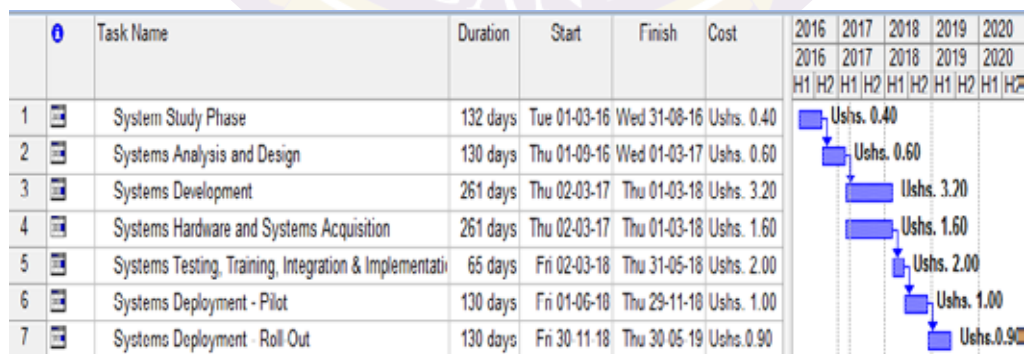 Task Name Duration Start Finish Cost 2016 2017 2018 2019 2020
2016 2017 2018 2019 2020
H1 H2 H1 H2 H1 H2 H1 H2 H1 H2
1 System Study Phase 132 days Tue 01-03-16 Wed 31-08-16 Ushs. 0.40 Ushs. 0.40
2 Systems Analysis and Design 130 days Thu 01-09-16 Wed 01-03-17 Ushs. 0.60 Ushs. 0.60
3 Systems Development 261 days Thu 02-03-17 Thu 01-03-18 Ushs. 3.20 Ushs. 3.20
4 Systems Hardware and Systems Acquisition 261 days Thu 02-03-17 Thu 01-03-18 Ushs. 1.60 Ushs. 1.60
5 Systems Testing, Training, Integration & Implementati 65 days Fri 02-03-18 Thu 31-05-18 Ushs. 2.00 Ushs. 2.00
6 Systems Deployment - Pilot 130 days Fri 01-06-18 Thu 29-11-18 Ushs. 1.00 Ushs. 1.00
7 Systems Deployment - Roll-Out 130 days Fri 30-11-18 Thu 30-05-19 Ushs.0.90 Ushs.0.90